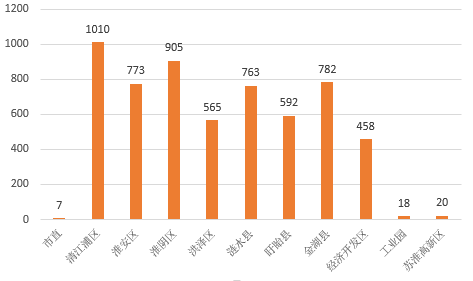 1200
1000
800
600
400
200
0
7
1010
773
905
565
763
592
782
458
18
20
市直
清江浦区
淮安区
淮阴区
洪泽区
涟水县
盱眙县
金湖县
经济开发区
工业园
苏淮高新区